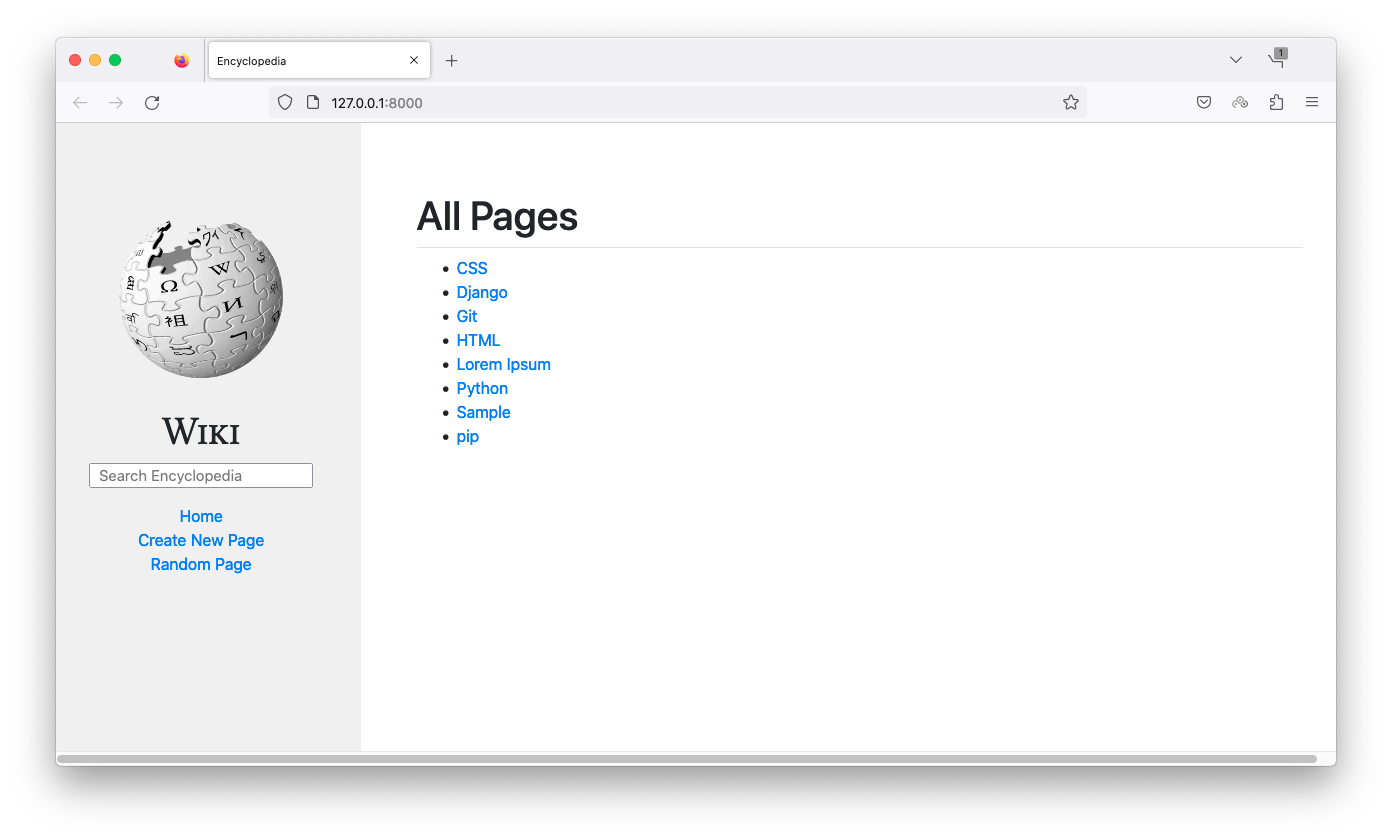 Encyclopedia
1
127.0.0.1:8000
Ω
W
И
祖
Wiki
Search Encyclopedia
Home
Create New Page
Random Page
All Pages
CSS
Django
Git
HTML
Lorem Ipsum
Python
Sample
pip